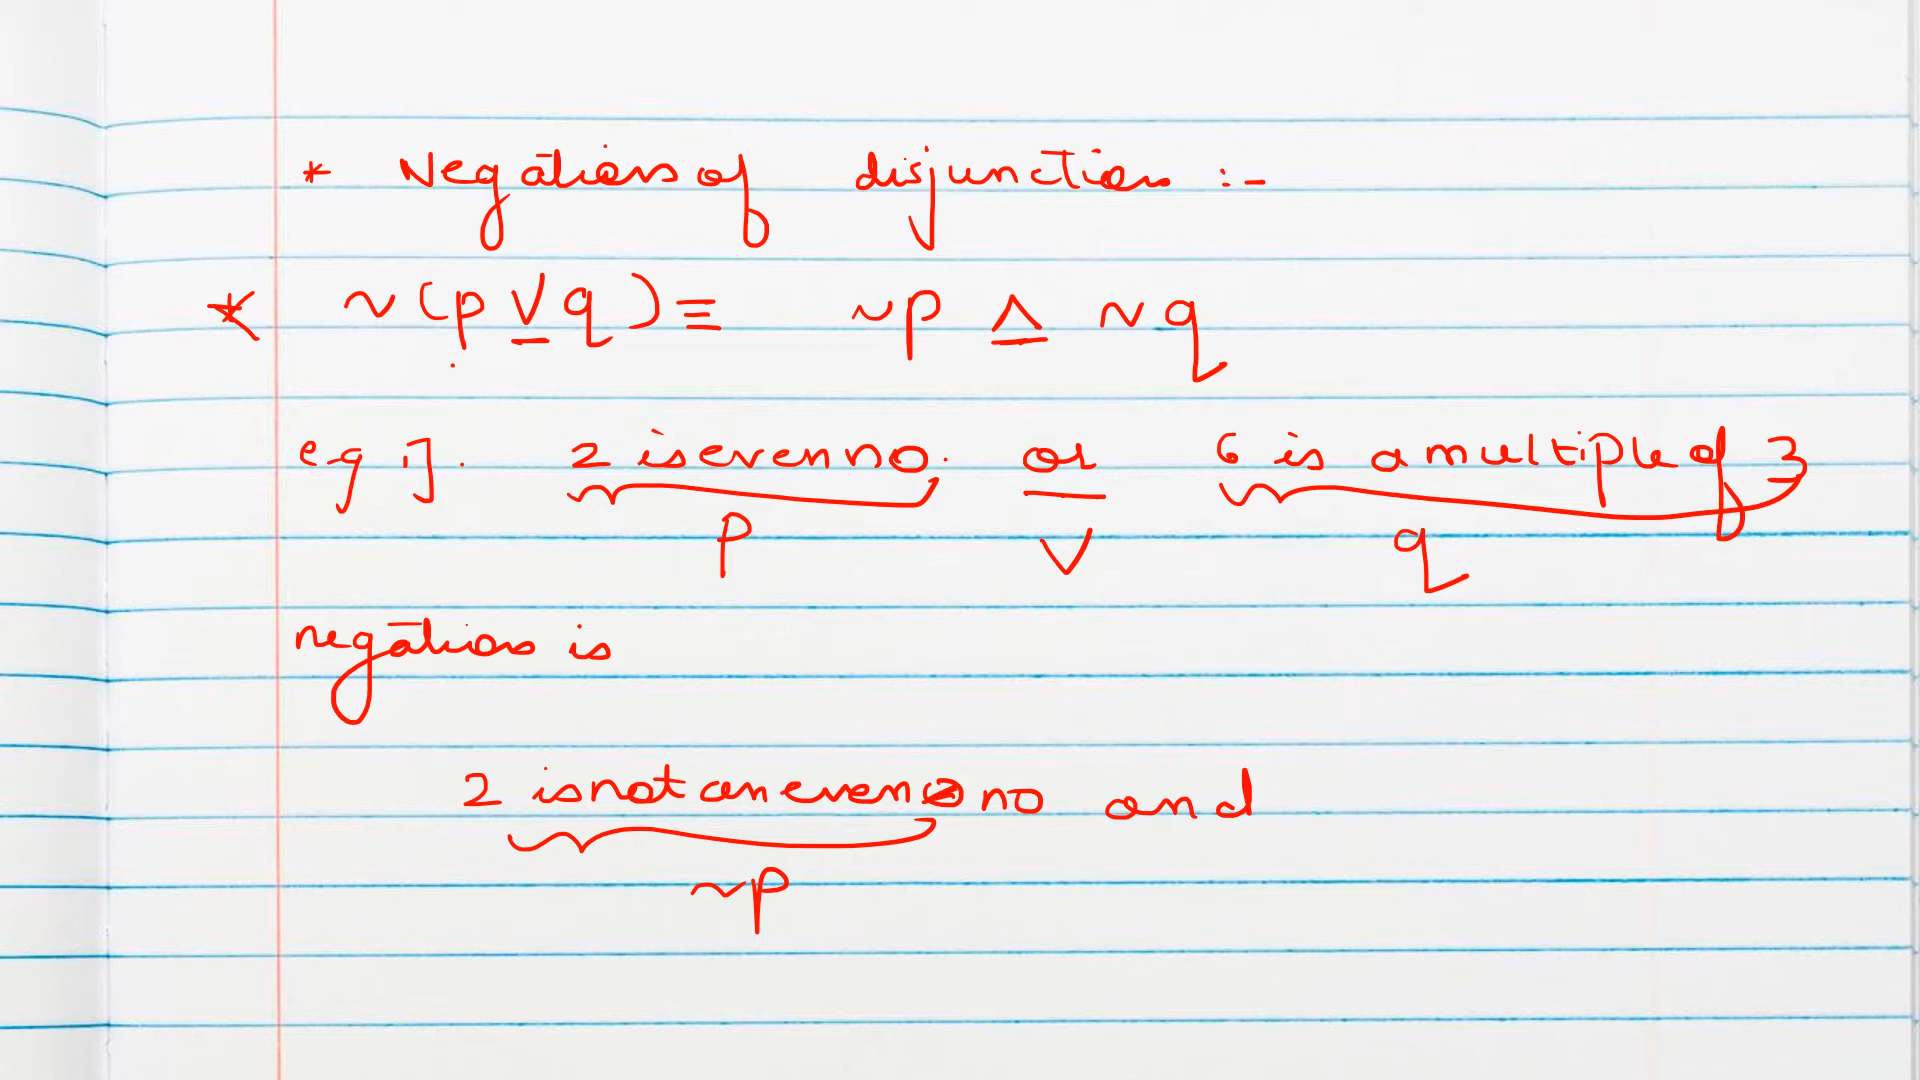 * Negation of disjunction :-
* ~(p ∨ q) ≡ ~p ∧ ~q
e.g 1]. 2 is even no. or 6 is a multiple of 3
p ∨ q
negation is
2 is not an even no and
~p